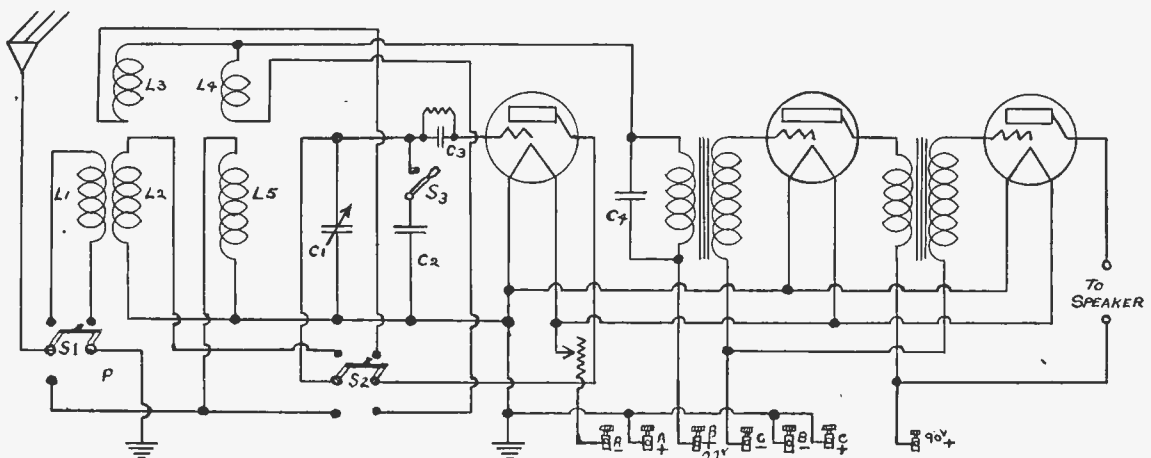 L3
L4
L1
L2
L5
C3
S3
C1
C2
C4
S1
P
S2
TO
SPEAKER
A
-
A
+
B
+
22V
C
-
B
-
C
+
90V
+